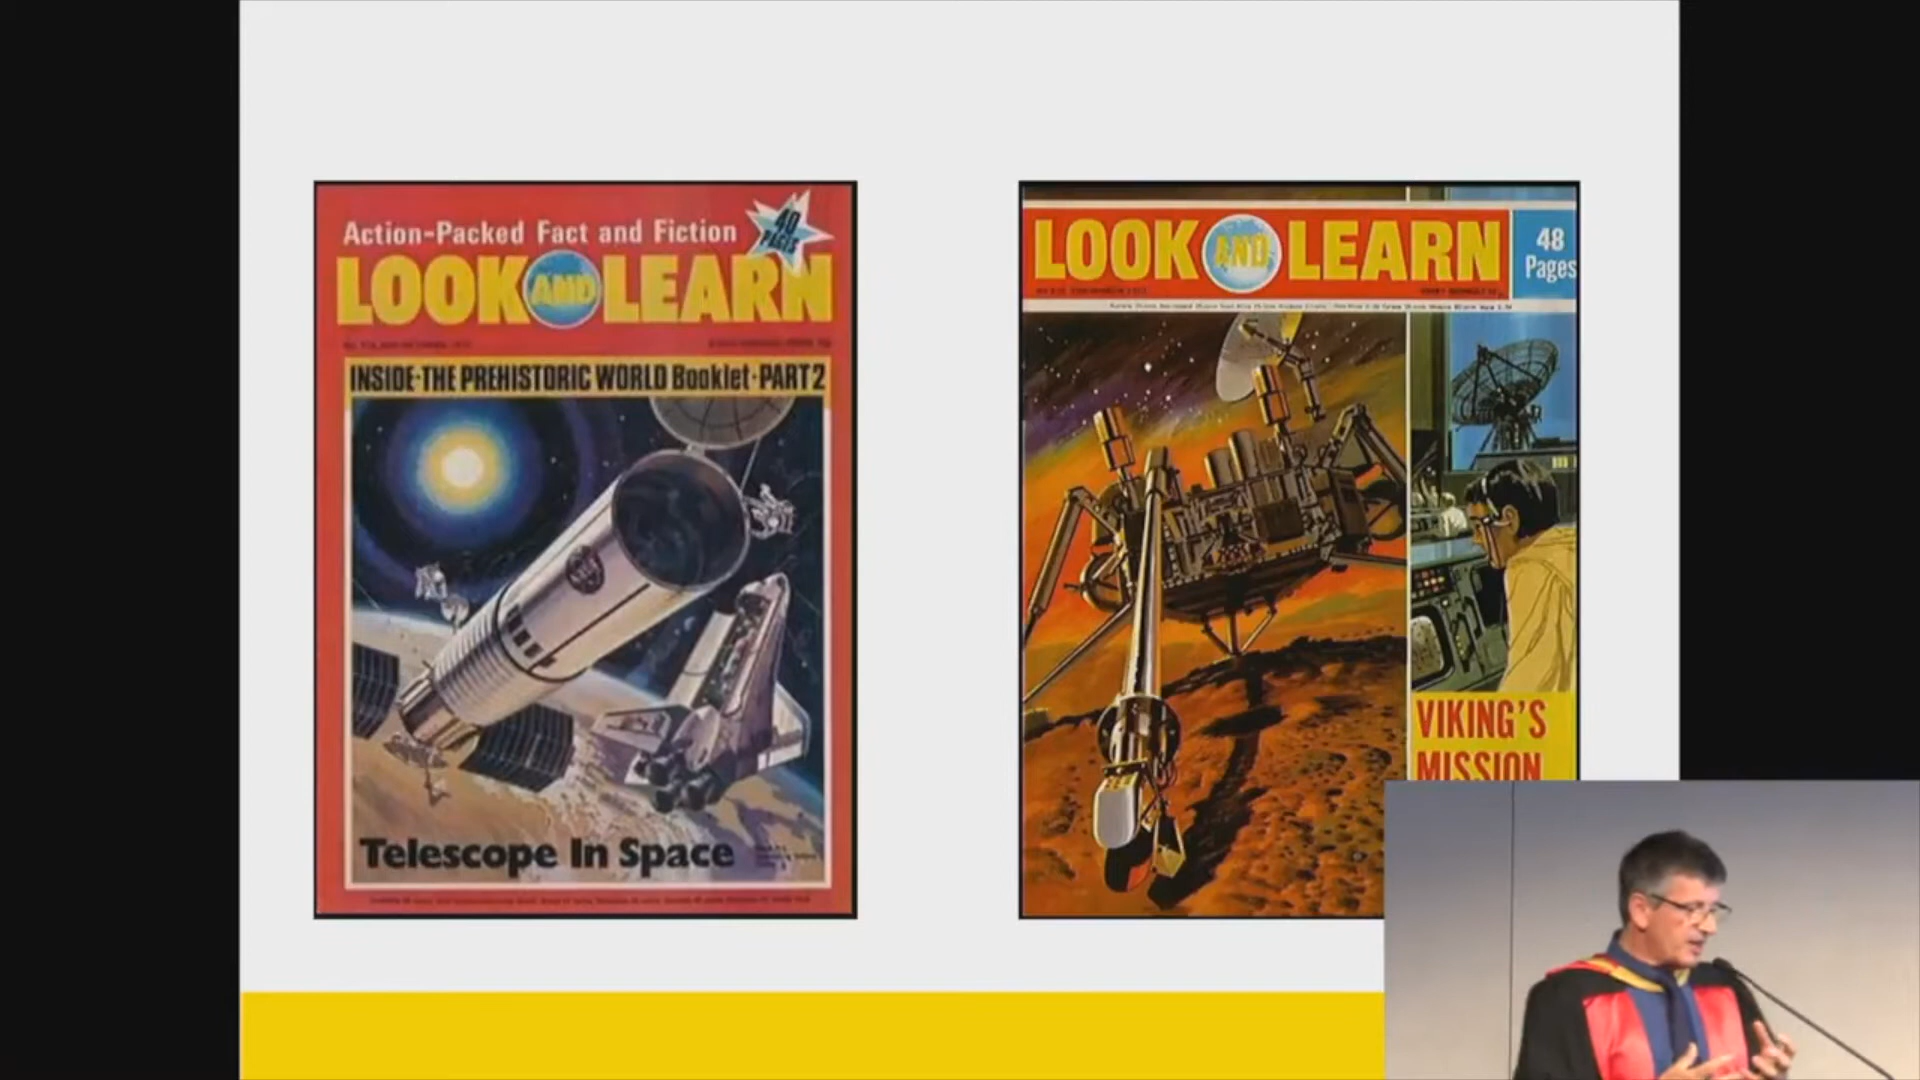 Action-Packed Fact and Fiction
40
PAGES
LOOK AND LEARN
INSIDE·THE PREHISTORIC WORLD Booklet·PART 2
Telescope In Space
LOOK AND LEARN
48
Pages
VIKING'S
MISSION